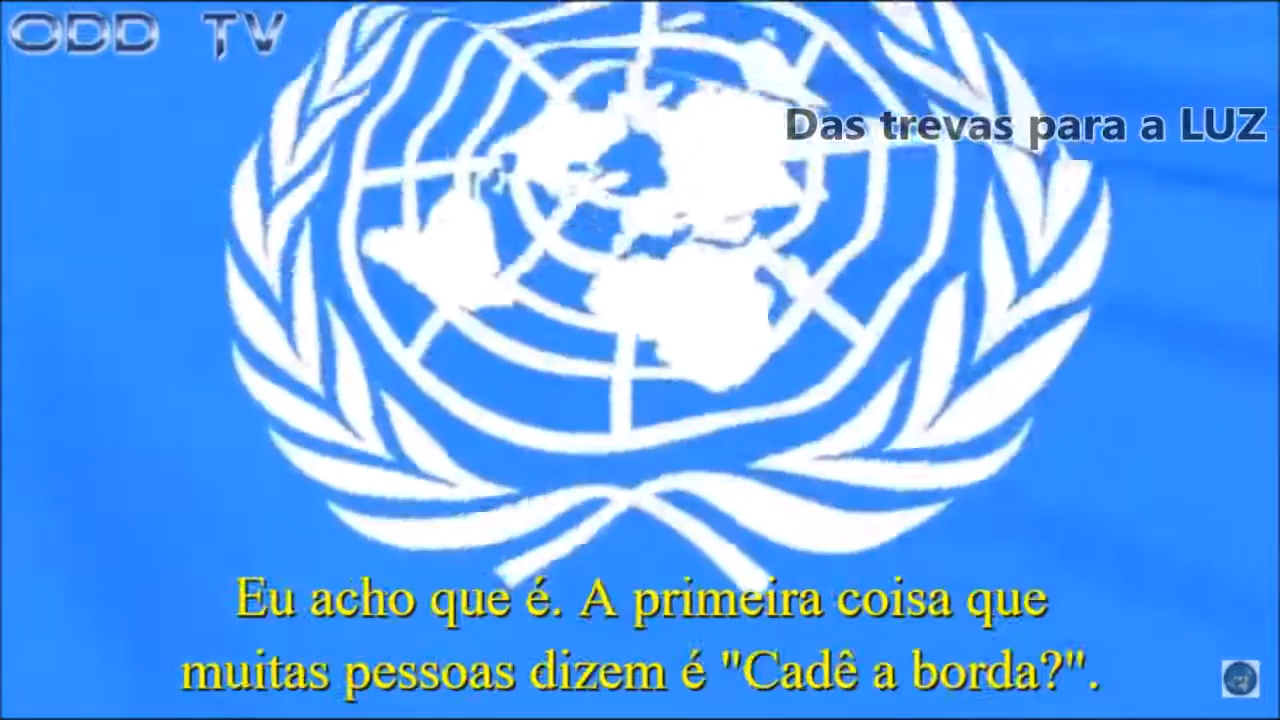 ODD TV
Das trevas para a LUZ
Eu acho que é. A primeira coisa que
muitas pessoas dizem é "Cadê a borda?".